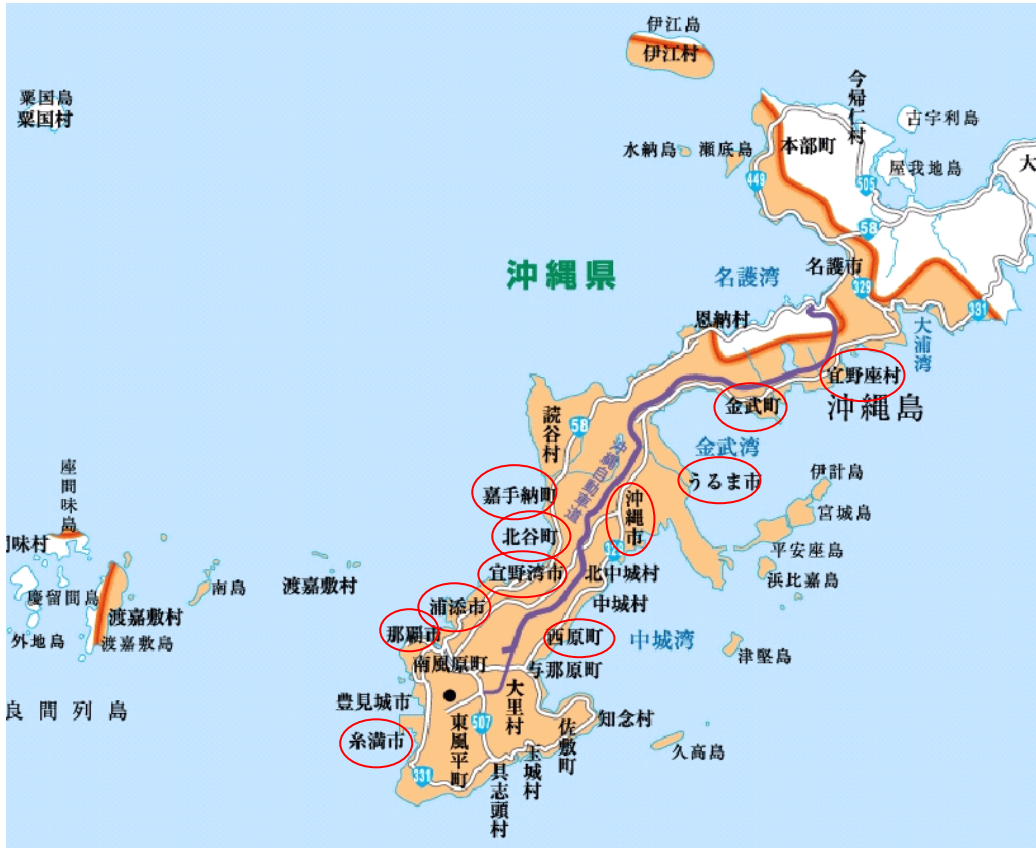 伊江島
伊江村
粟国島
粟国村
今帰仁村
古宇利島
水納島
瀬底島
本部町
屋我地島
大
449
505
58
沖縄県
名護湾
名護市
329
331
恩納村
大浦湾
宜野座村
金武町
沖縄島
読谷村
58
金武湾
沖縄自動車道
うるま市
伊計島
座間味島
嘉手納町
沖縄市
宮城島
北谷町
間味村
平安座島
宜野湾市
北中城村
浜比嘉島
慶留間島
南島
渡嘉敷村
浦添市
中城村
渡嘉敷村
那覇市
西原町
中城湾
外地島
渡嘉敷島
津堅島
南風原町
与那原町
豊見城市
大里村
良間列島
知念村
糸満市
東風平町
507
佐敷町
久高島
玉城村
331
具志頭村